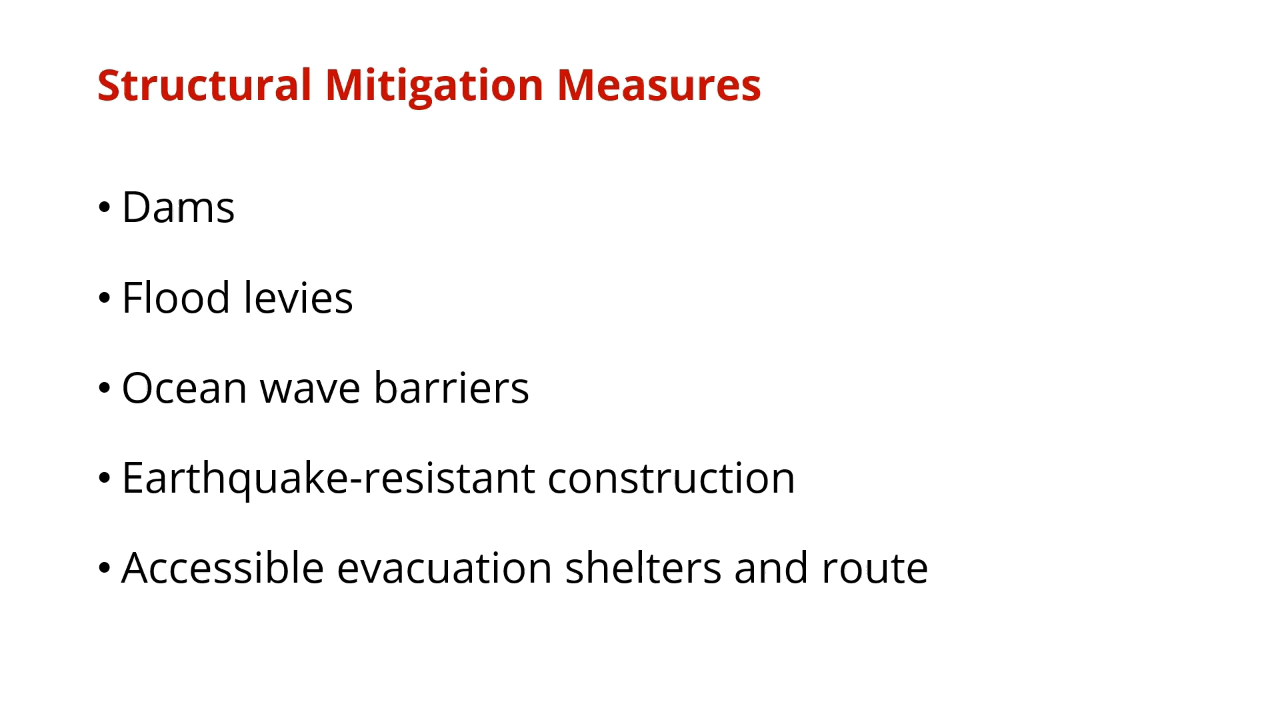 Structural Mitigation Measures
• Dams
• Flood levies
• Ocean wave barriers
• Earthquake-resistant construction
• Accessible evacuation shelters and route